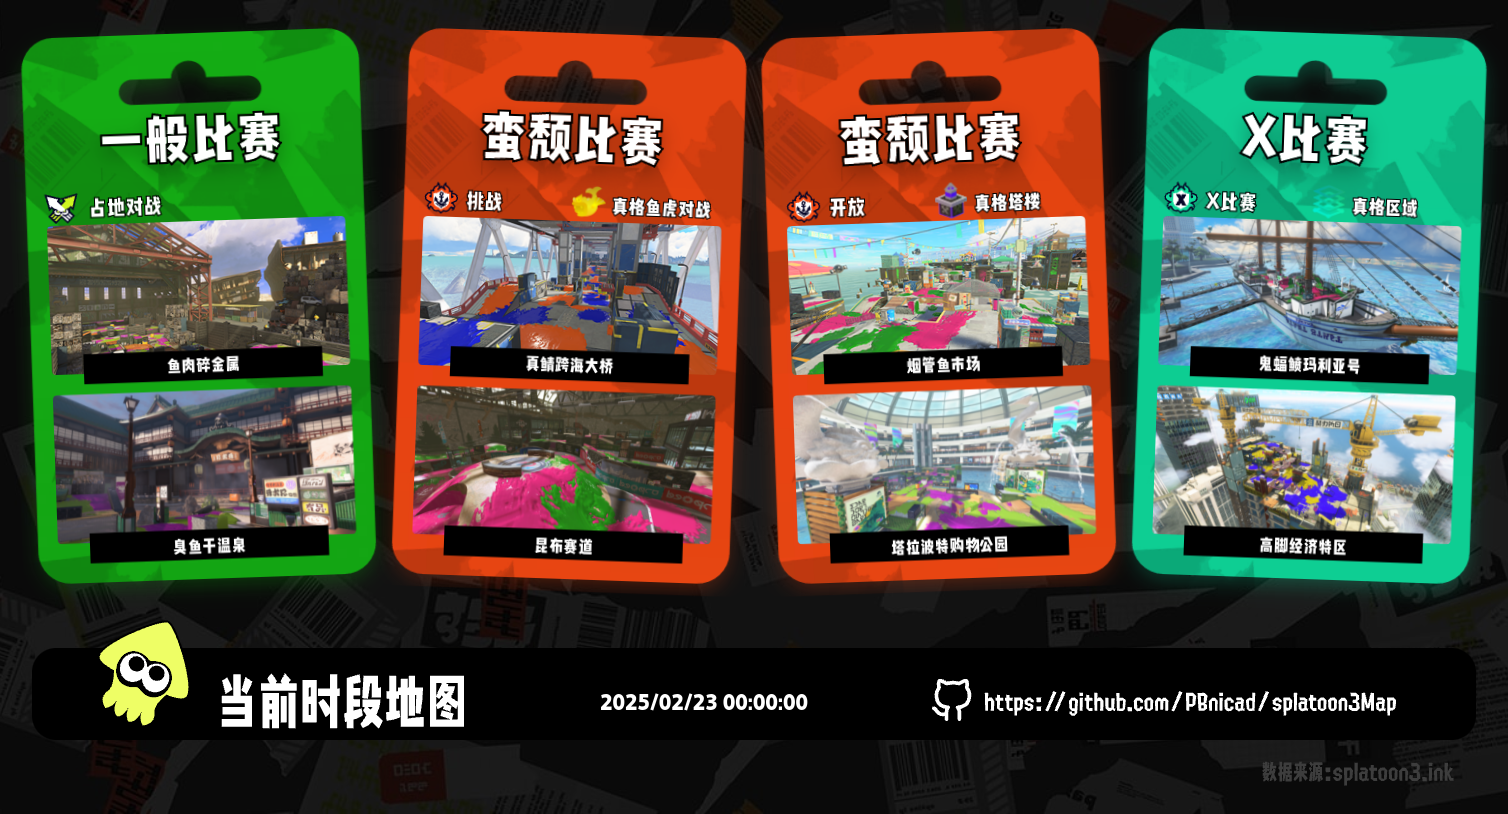 一般比赛
占地对战
鱼肉碎金属
臭鱼干温泉
蛮颓比赛
挑战
真格鱼虎对战
真鲭跨海大桥
昆布赛道
蛮颓比赛
开放
真格塔楼
烟管鱼市场
塔拉波特购物公园
X比赛
X比赛
真格区域
鬼蝠鲼玛利亚号
高脚经济特区
当前时段地图
2025/02/23 00:00:00
https://github.com/PBnicad/splatoon3Map
数据来源:splatoon3.ink